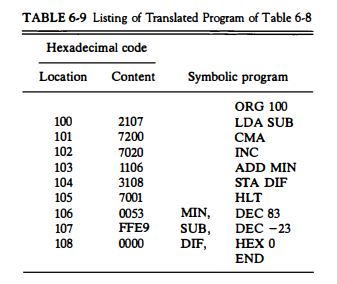 TABLE 6-9 Listing of Translated Program of Table 6-8
Hexadecimal code
Location Content Symbolic program
ORG 100
100 2107 LDA SUB
101 7200 CMA
102 7020 INC
103 1106 ADD MIN
104 3108 STA DIF
105 7001 HLT
106 0053 MIN, DEC 83
107 FFE9 SUB, DEC −23
108 0000 DIF, HEX 0
END